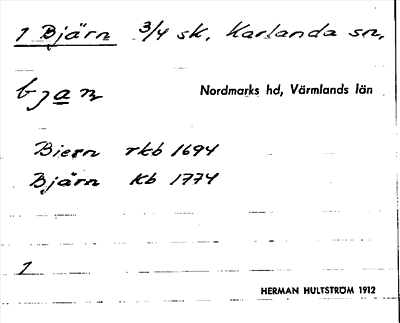 1 Bjärn 3/4 sk. Karlanda sn,
bjan
Nordmarks hd, Värmlands län
Biern rkb 1694
Bjärn Kb 1774
1
HERMAN HULTSTRÖM 1912